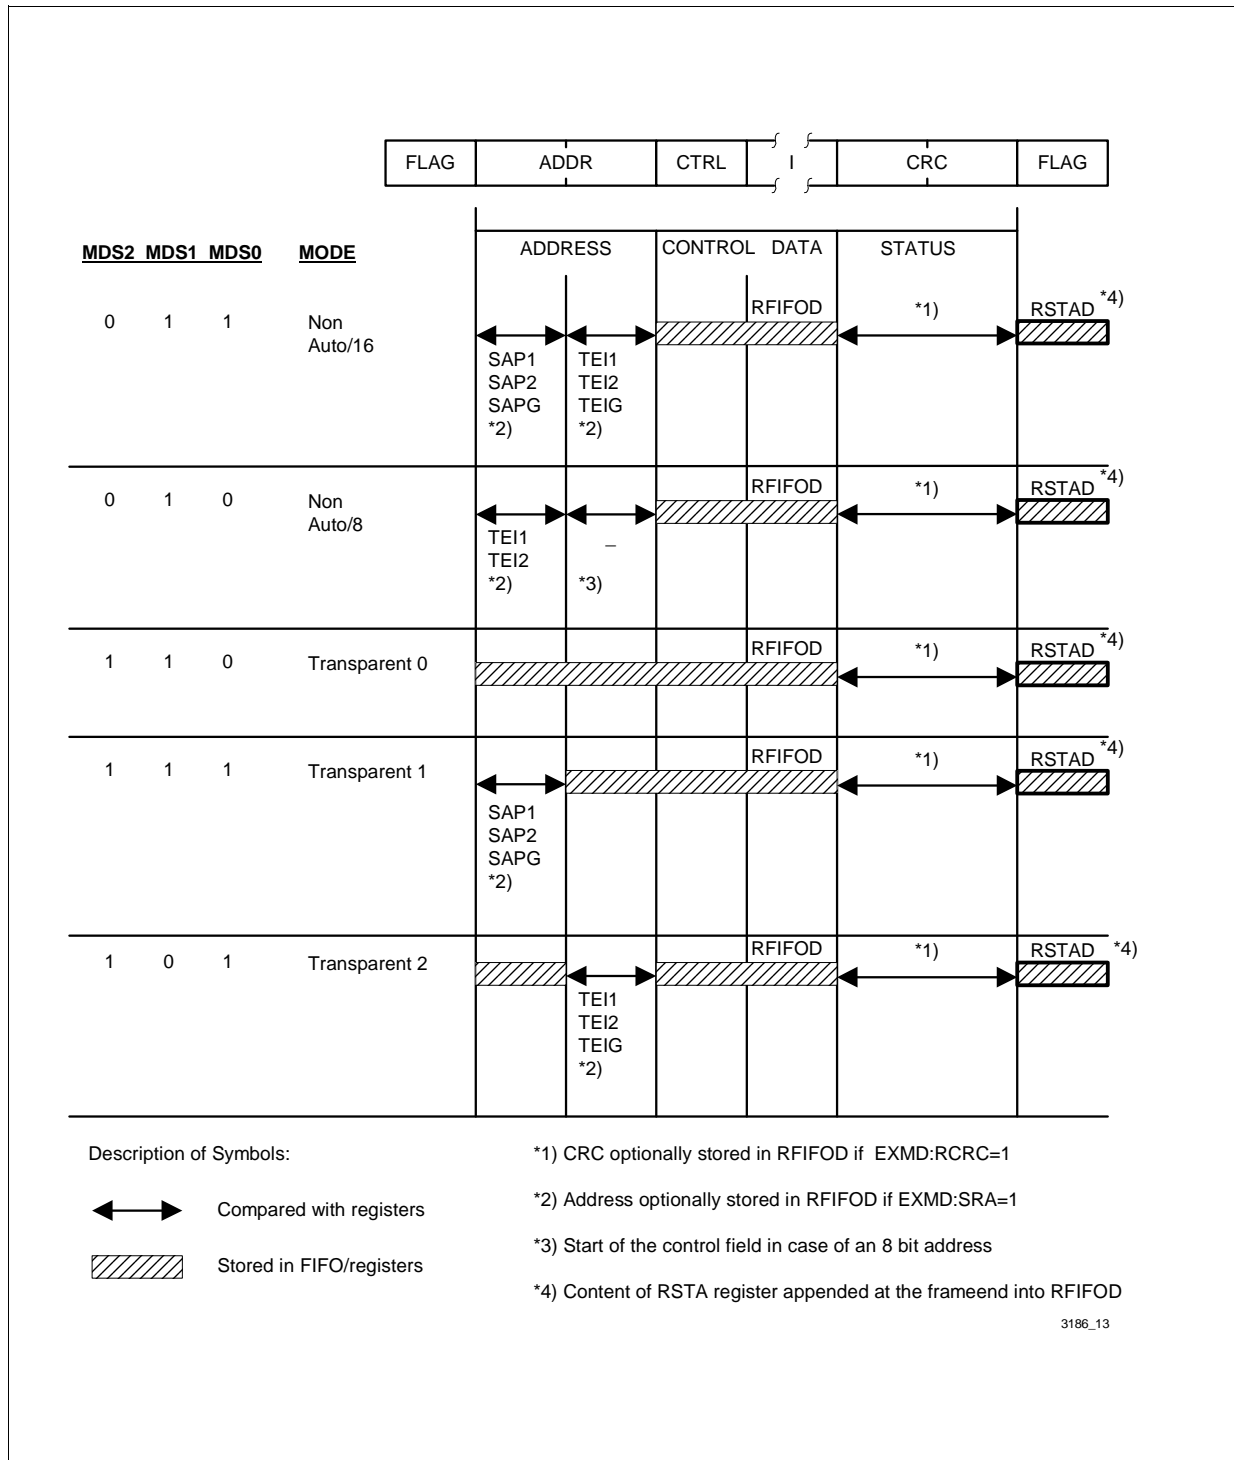 FLAG ADDR CTRL I CRC FLAG
MDS2 MDS1 MDS0 MODE ADDRESS CONTROL DATA STATUS
0 1 1 Non Auto/16 RFIFOD *1) RSTAD *4)
SAP1 TEI1
SAP2 TEI2
SAPG TEIG
*2) *2)
0 1 0 Non Auto/8 RFIFOD *1) RSTAD *4)
TEI1 –
TEI2
*2) *3)
1 1 0 Transparent 0 RFIFOD *1) RSTAD *4)
1 1 1 Transparent 1 RFIFOD *1) RSTAD *4)
SAP1
SAP2
SAPG
*2)
1 0 1 Transparent 2 RFIFOD *1) RSTAD *4)
TEI1
TEI2
TEIG
*2)
Description of Symbols:
Compared with registers
Stored in FIFO/registers
*1) CRC optionally stored in RFIFOD if EXMD:RCRC=1
*2) Address optionally stored in RFIFOD if EXMD:SRA=1
*3) Start of the control field in case of an 8 bit address
*4) Content of RSTA register appended at the frameend into RFIFOD
3186_13